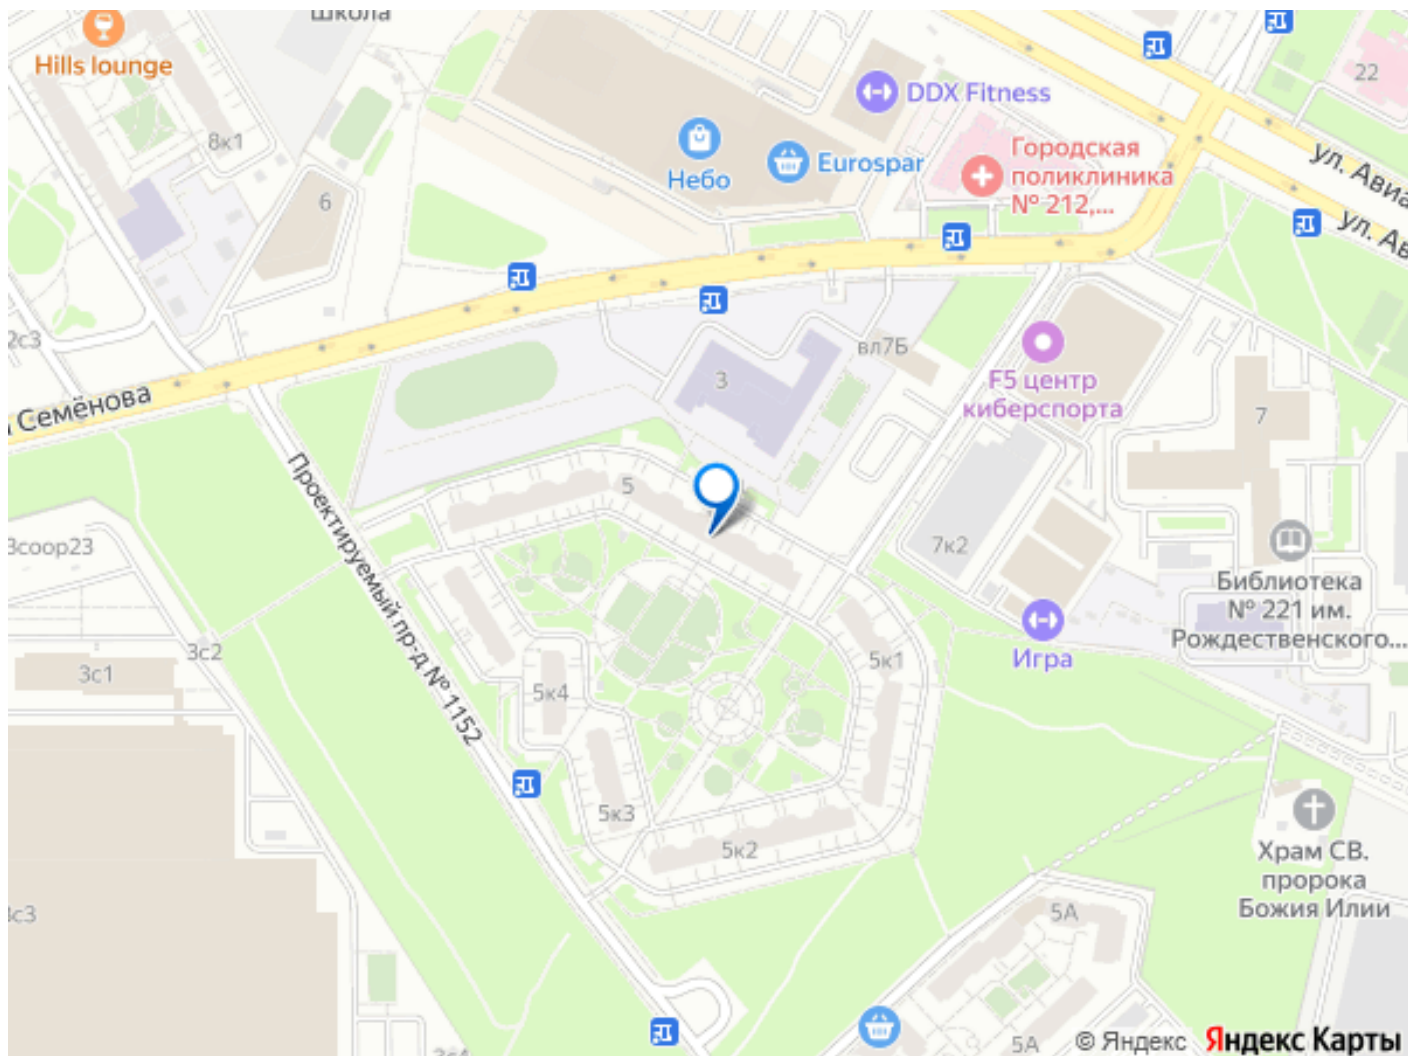 школа
Hills lounge
22
DDX Fitness
8к1
Городская
поликлиника
№ 212,...
Eurospar
Небо
ул. Авиа
6
ул. Ав
2с3
вл7Б
3
F5 центр
киберспорта
Семёнова
7
Проектируемый пр-д № 1152
5
3соор23
7к2
Библиотека
№ 221 им.
Рождественского...
3с2
3с1
5к1
Игра
5к4
5к3
5к2
Храм СВ.
пророка
Божия Илии
с3
5А
5А
© Яндекс
Яндекс Карты